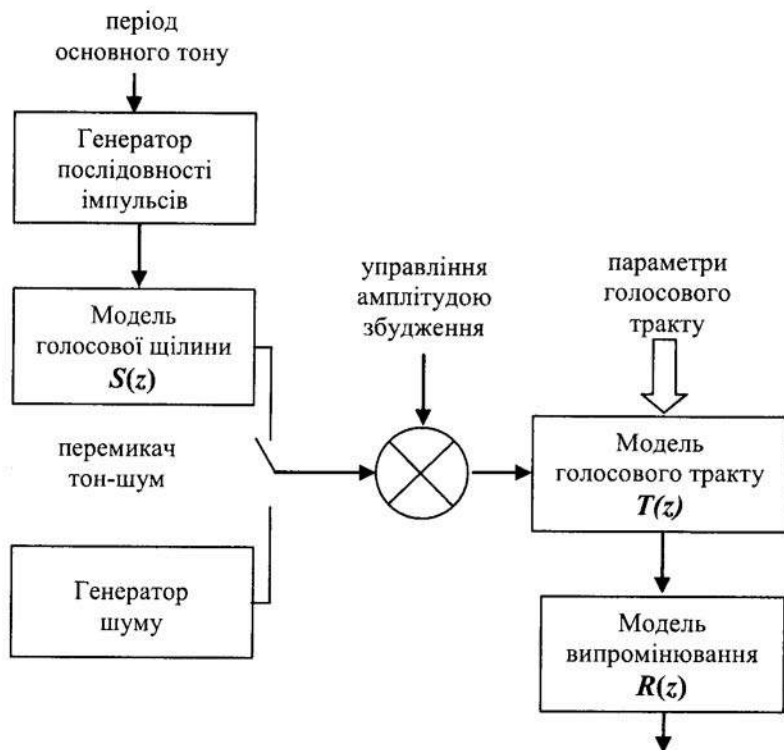 період
основного тону
Генератор
послідовності
імпульсів
Модель
голосової щілини
S(z)
перемикач
тон-шум
Генератор
шуму
управління
амплітудою
збудження
параметри
голосового
тракту
Модель
голосового тракту
T(z)
Модель
випромінювання
R(z)